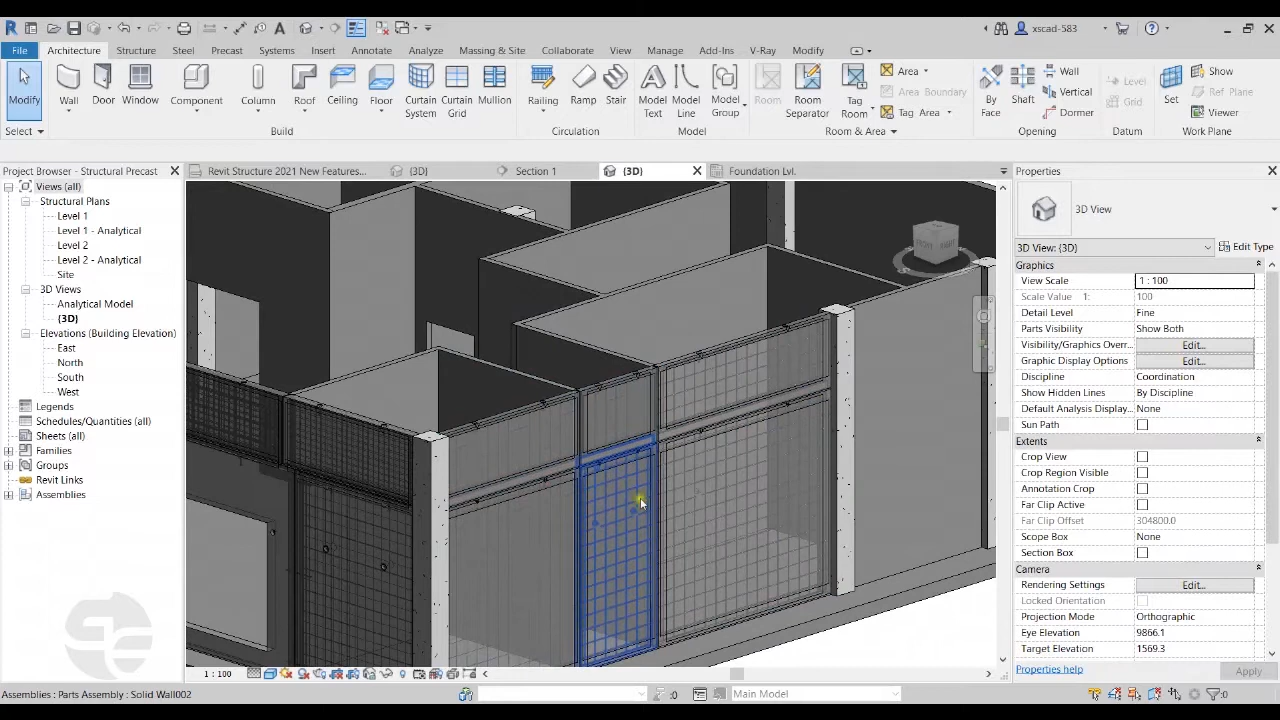 xscad-583
File Architecture Structure Steel Precast Systems Insert Annotate Analyze Massing & Site Collaborate View Manage Add-Ins V-Ray Modify
Modify Wall Door Window Component Column Roof Ceiling Floor Curtain System Curtain Grid Mullion Railing Ramp Stair Model Text Model Line Model Group Room Room Separator Tag Room Area Area Boundary Tag Area By Face Shaft Wall Vertical Dormer Level Grid Set Show Ref Plane Viewer
Select Build Circulation Model Room & Area Opening Datum Work Plane
Project Browser - Structural Precast
Revit Structure 2021 New Features... (3D) Section 1 (3D) Foundation Lvl.
Properties
Views (all)
Structural Plans
Level 1
Level 1 - Analytical
Level 2
Level 2 - Analytical
Site
3D Views
Analytical Model
(3D)
Elevations (Building Elevation)
East
North
South
West
Legends
Schedules/Quantities (all)
Sheets (all)
Families
Groups
Revit Links
Assemblies
3D View
3D View: {3D} Edit Type
Graphics
View Scale 1 : 100
Scale Value 1: 100
Detail Level Fine
Parts Visibility Show Both
Visibility/Graphics Overr... Edit...
Graphic Display Options Edit...
Discipline Coordination
Show Hidden Lines By Discipline
Default Analysis Display... None
Sun Path
Extents
Crop View
Crop Region Visible
Annotation Crop
Far Clip Active
Far Clip Offset 304800.0
Scope Box None
Section Box
Camera
Rendering Settings Edit...
Locked Orientation
Projection Mode Orthographic
Eye Elevation 9866.1
Target Elevation 1569.3
Properties help Apply
1 : 100
Assemblies : Parts Assembly : Solid Wall002 :0 Main Model :0